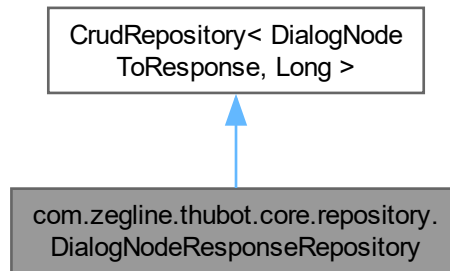 CrudRepository< DialogNode
ToResponse, Long >
com.zegline.thubot.core.repository.
DialogNodeResponseRepository